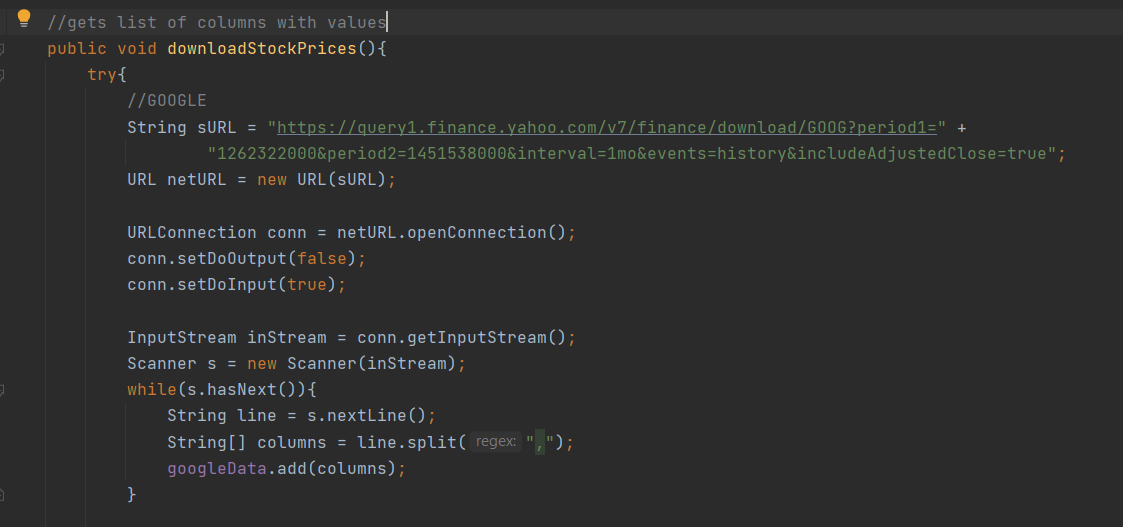 //gets list of columns with values
public void downloadStockPrices(){
try{
//GOOGLE
String sURL = "https://query1.finance.yahoo.com/v7/finance/download/GOOG?period1=" +
"1262322000&period2=1451538000&interval=1mo&events=history&includeAdjustedClose=true";
URL netURL = new URL(sURL);
URLConnection conn = netURL.openConnection();
conn.setDoOutput(false);
conn.setDoInput(true);
InputStream inStream = conn.getInputStream();
Scanner s = new Scanner(inStream);
while(s.hasNext()){
String line = s.nextLine();
String[] columns = line.split( regex: ",");
googleData.add(columns);
}